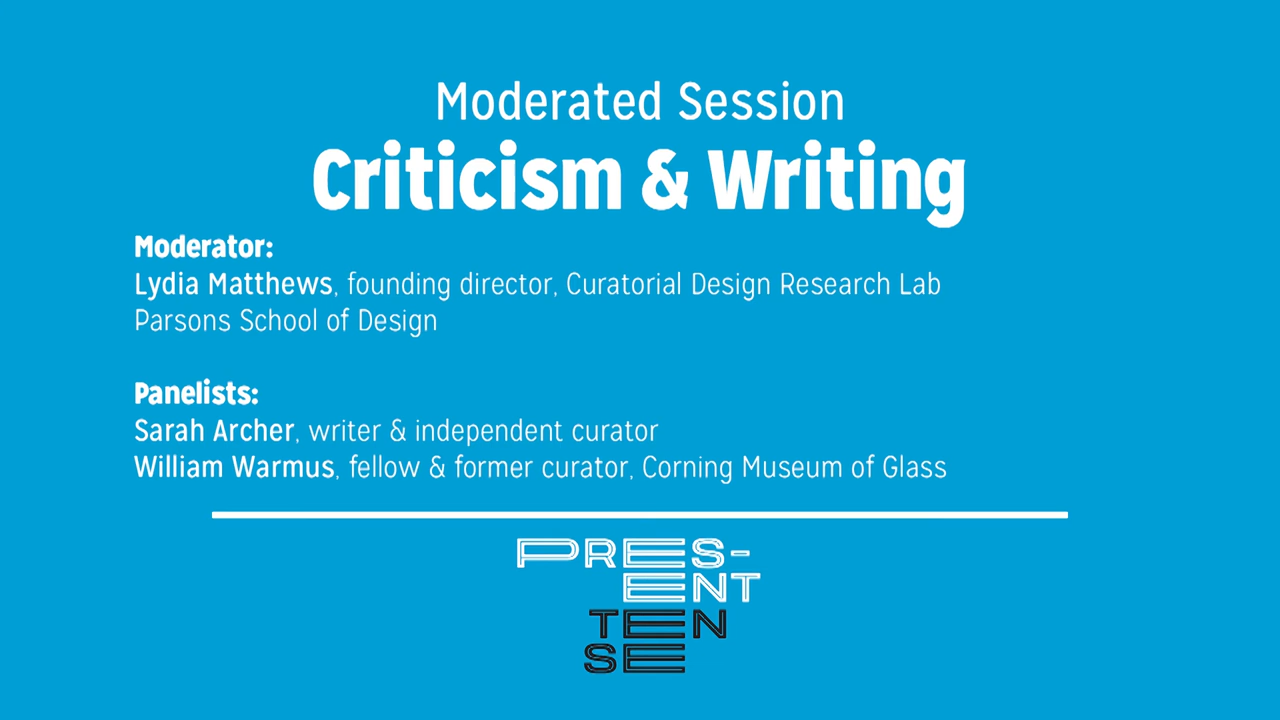 Moderated Session
Criticism & Writing
Moderator:
Lydia Matthews, founding director, Curatorial Design Research Lab
Parsons School of Design
Panelists:
Sarah Archer, writer & independent curator
William Warmus, fellow & former curator, Corning Museum of Glass
PRES-
ENT
TEN
SE